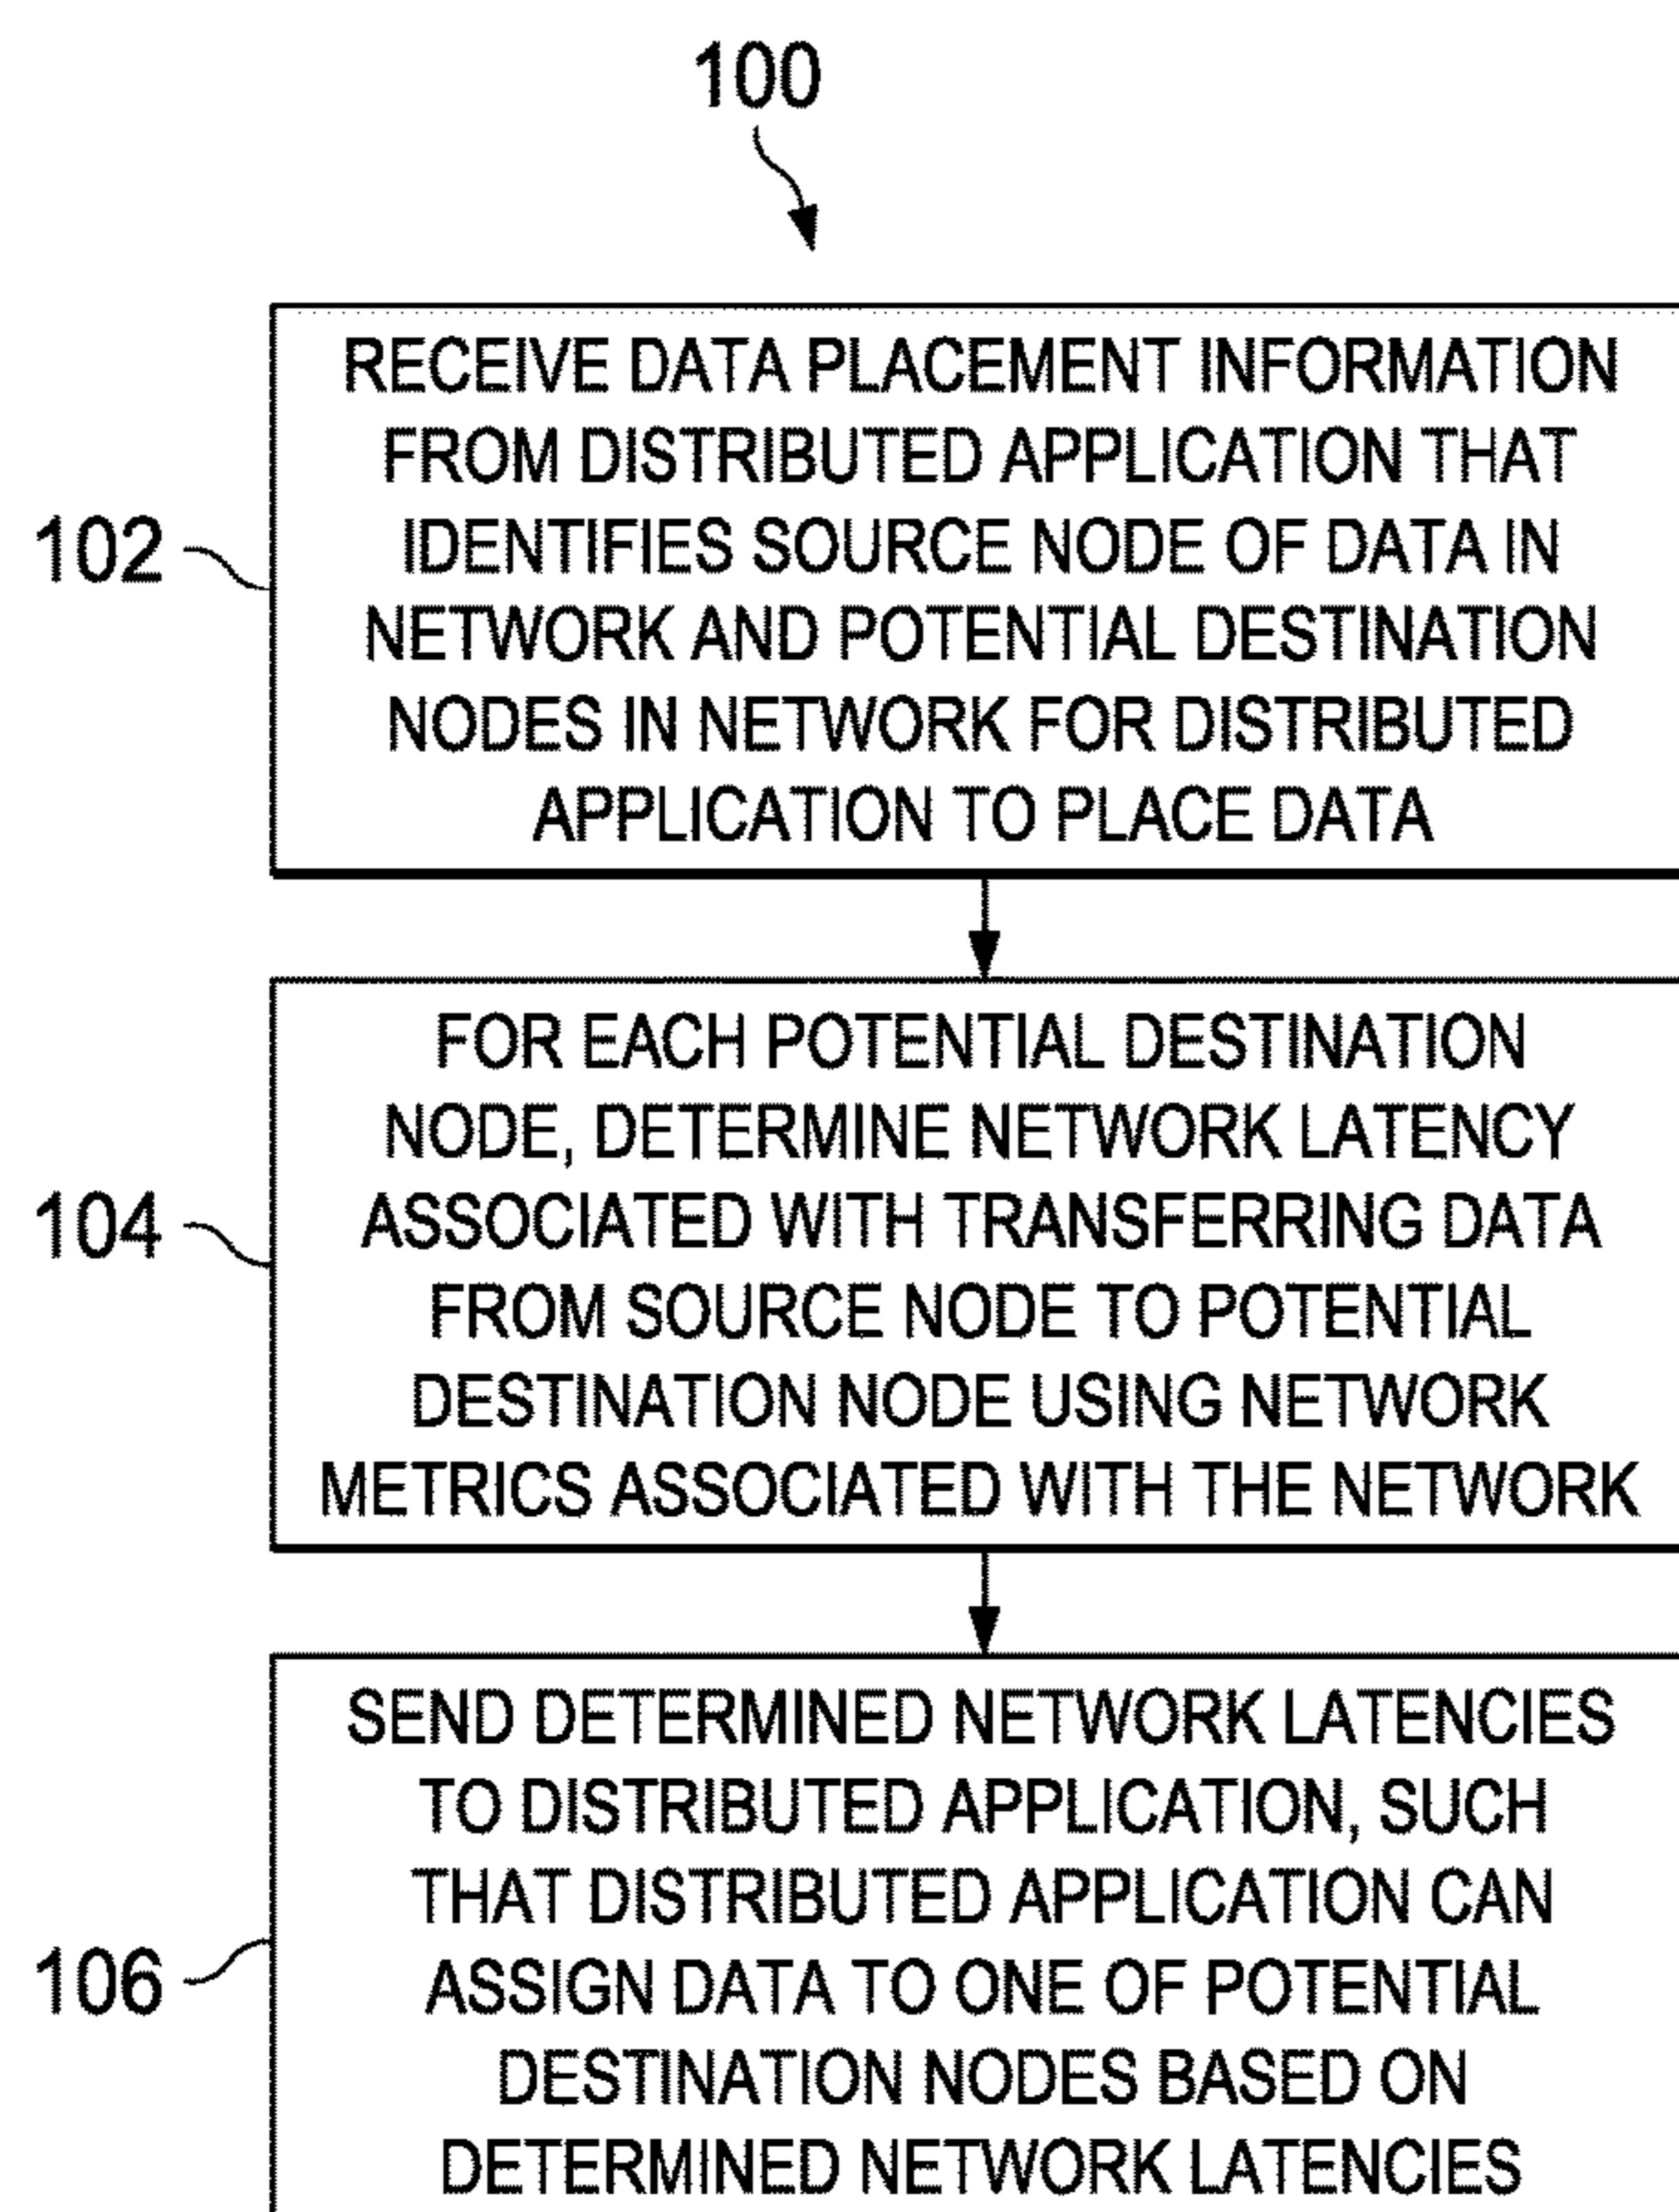 100
RECEIVE DATA PLACEMENT INFORMATION
FROM DISTRIBUTED APPLICATION THAT
102
IDENTIFIES SOURCE NODE OF DATA IN
NETWORK AND POTENTIAL DESTINATION
NODES IN NETWORK FOR DISTRIBUTED
APPLICATION TO PLACE DATA
FOR EACH POTENTIAL DESTINATION
NODE, DETERMINE NETWORK LATENCY
104
ASSOCIATED WITH TRANSFERRING DATA
FROM SOURCE NODE TO POTENTIAL
DESTINATION NODE USING NETWORK
METRICS ASSOCIATED WITH THE NETWORK
SEND DETERMINED NETWORK LATENCIES
TO DISTRIBUTED APPLICATION, SUCH
THAT DISTRIBUTED APPLICATION CAN
106
ASSIGN DATA TO ONE OF POTENTIAL
DESTINATION NODES BASED ON
DETERMINED NETWORK LATENCIES